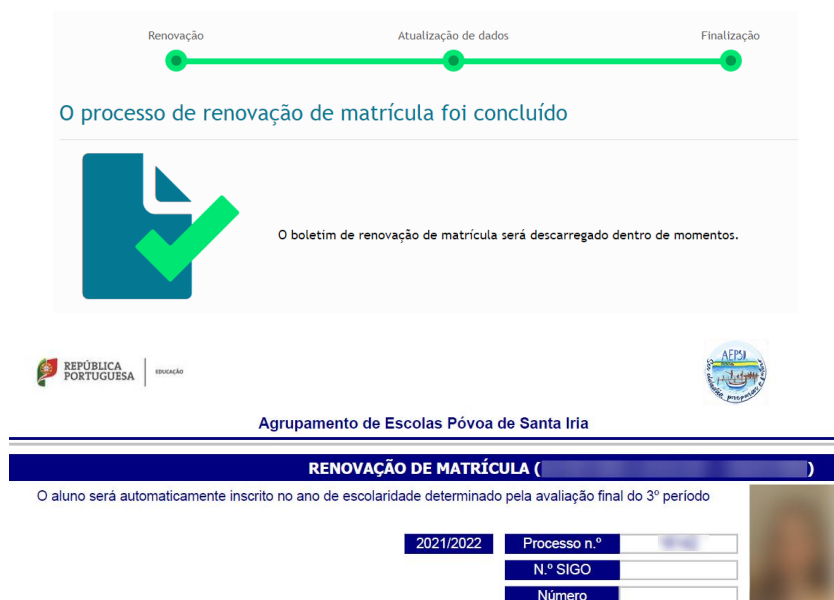 Renovação Atualização de dados Finalização
O processo de renovação de matrícula foi concluído
O boletim de renovação de matrícula será descarregado dentro de momentos.
REPÚBLICA
PORTUGUESA
EDUCAÇÃO
AEPSI
Agrupamento de Escolas Póvoa de Santa Iria
RENOVAÇÃO DE MATRÍCULA ( )
O aluno será automaticamente inscrito no ano de escolaridade determinado pela avaliação final do 3º período
2021/2022 Processo n.º
N.º SIGO
Número